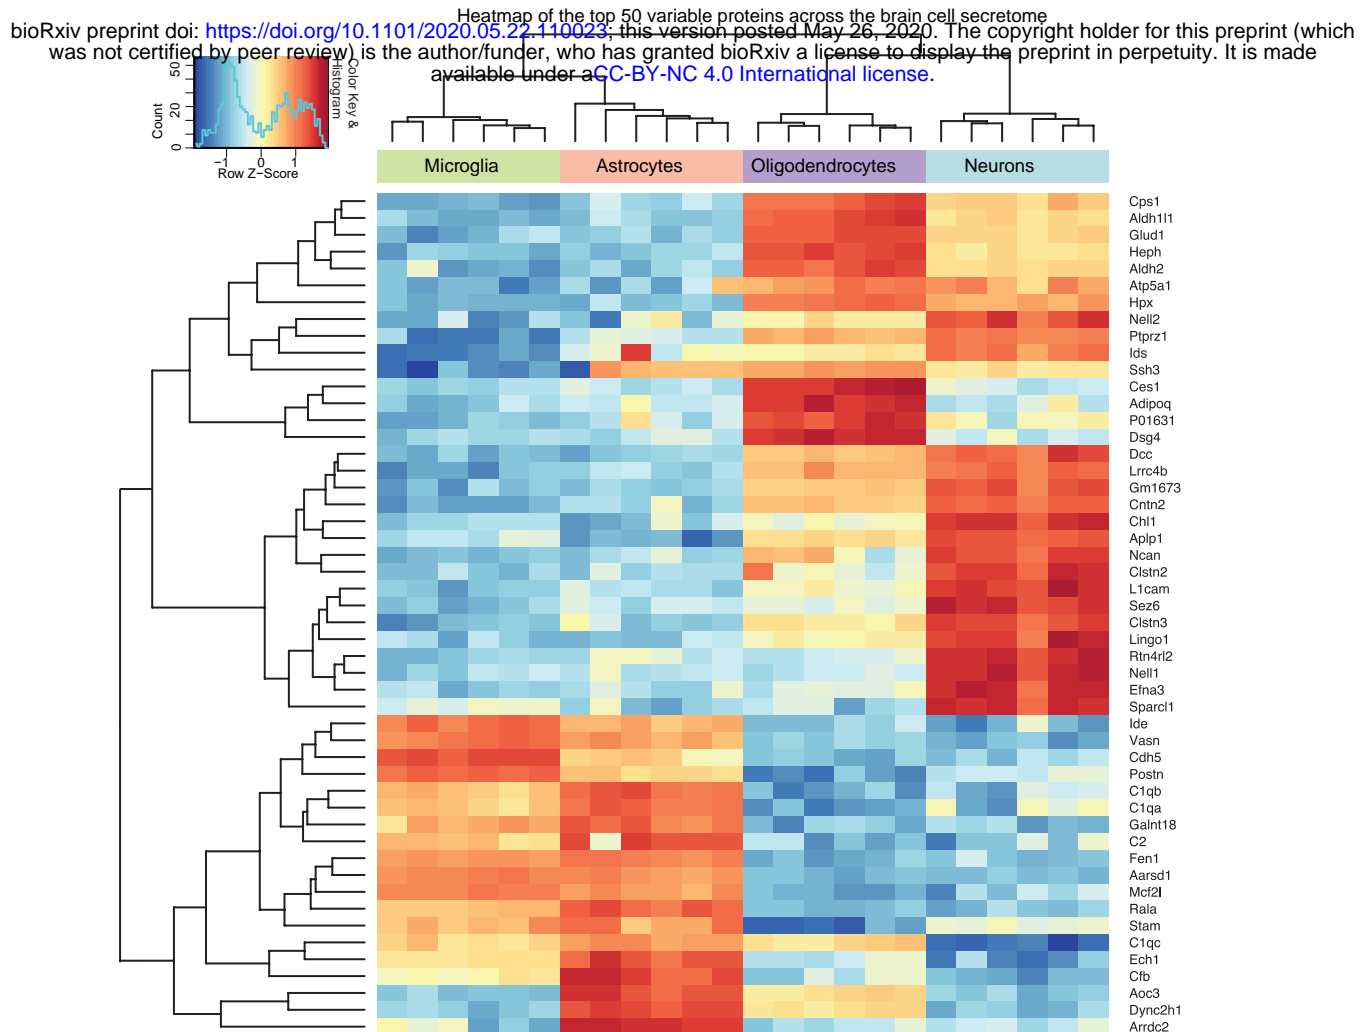 Heatmap of the top 50 variable proteins across the brain cell secretome
bioRxiv preprint doi: https://doi.org/10.1101/2020.05.22.110023; this version posted May 26, 2020. The copyright holder for this preprint (which
was not certified by peer review) is the author/funder, who has granted bioRxiv a license to display the preprint in perpetuity. It is made
available under aCC-BY-NC 4.0 International license.
Color Key &
Histogram
Count
0 20 50
−1 0 1
Row Z−Score
Microglia Astrocytes Oligodendrocytes Neurons
Cps1
Aldh1l1
Glud1
Heph
Aldh2
Atp5a1
Hpx
Nell2
Ptprz1
Ids
Ssh3
Ces1
Adipoq
P01631
Dsg4
Dcc
Lrrc4b
Gm1673
Cntn2
Chl1
Aplp1
Ncan
Clstn2
L1cam
Sez6
Clstn3
Lingo1
Rtn4rl2
Nell1
Efna3
Sparcl1
Ide
Vasn
Cdh5
Postn
C1qb
C1qa
Galnt18
C2
Fen1
Aarsd1
Mcf2l
Rala
Stam
C1qc
Ech1
Cfb
Aoc3
Dync2h1
Arrdc2